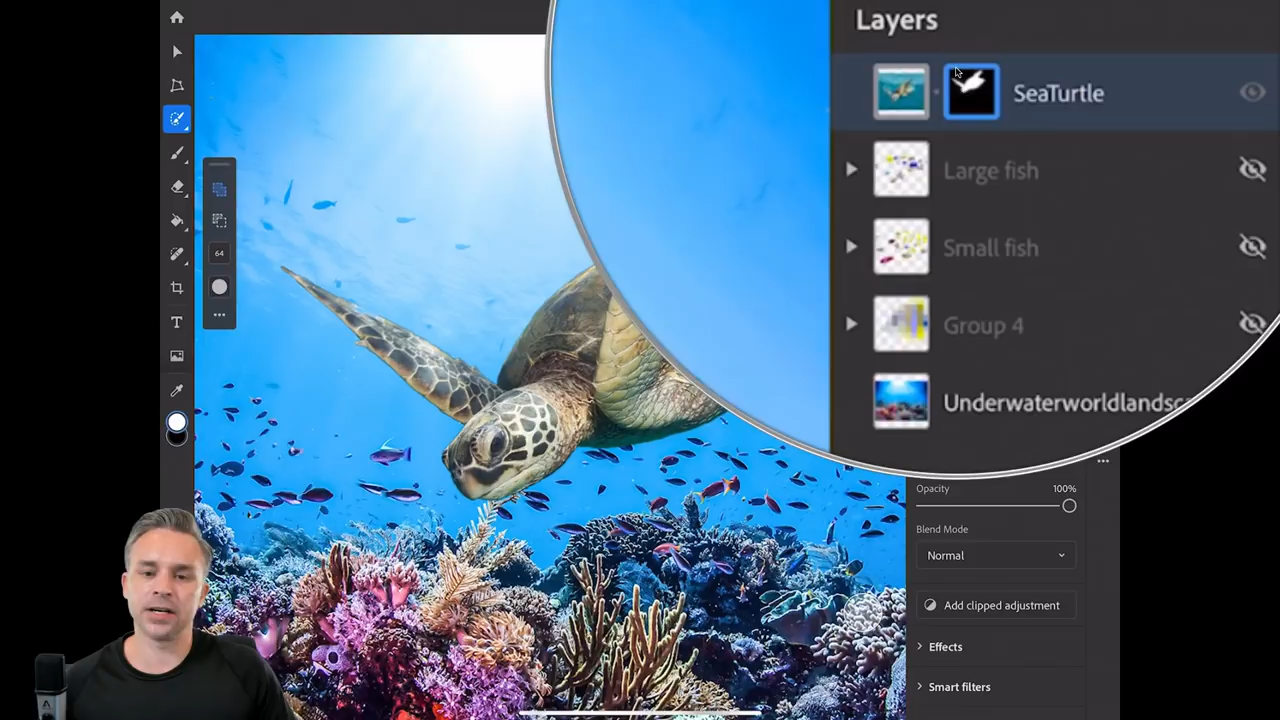 Layers
SeaTurtle
Large fish
Small fish
Group 4
Underwaterworldlandsc
64
T
Opacity 100%
Blend Mode
Normal
Add clipped adjustment
Effects
Smart filters